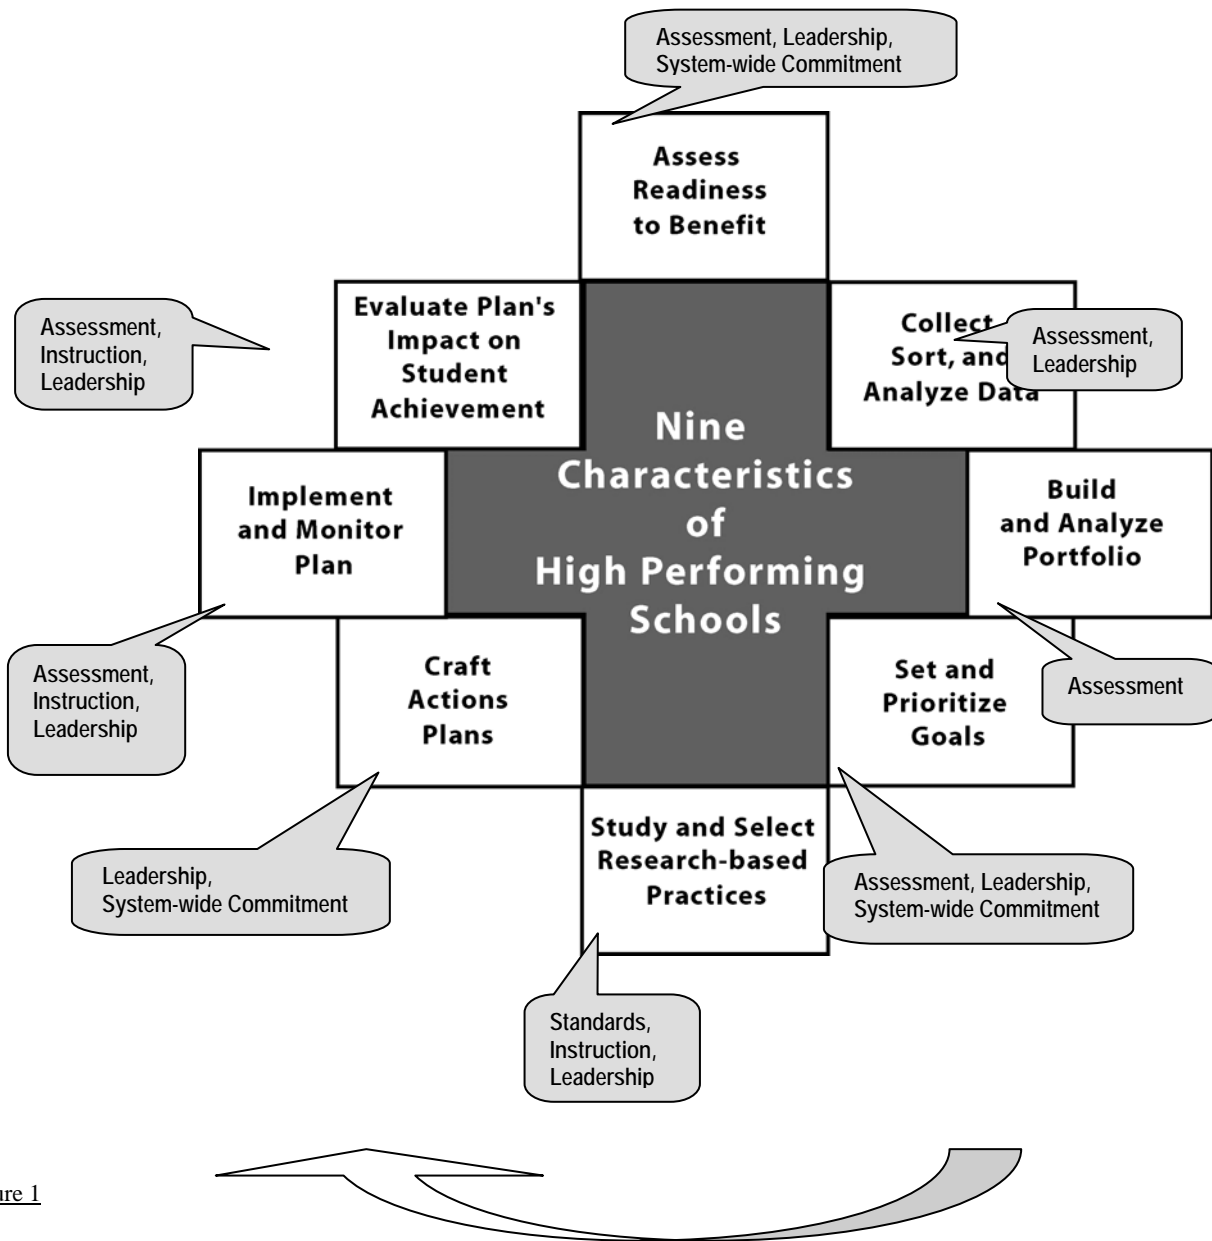 Assessment, Leadership,
System-wide Commitment
Assess
Readiness
to Benefit
Evaluate Plan's
Impact on
Student
Achievement
Assessment,
Instruction,
Leadership
Collect
Sort, and
Analyze Data
Assessment,
Leadership
Nine
Characteristics
of
High Performing
Schools
Implement
and Monitor
Plan
Build
and Analyze
Portfolio
Assessment,
Instruction,
Leadership
Craft
Actions
Plans
Set and
Prioritize
Goals
Assessment
Leadership,
System-wide Commitment
Study and Select
Research-based
Practices
Assessment, Leadership,
System-wide Commitment
Standards,
Instruction,
Leadership
ure 1